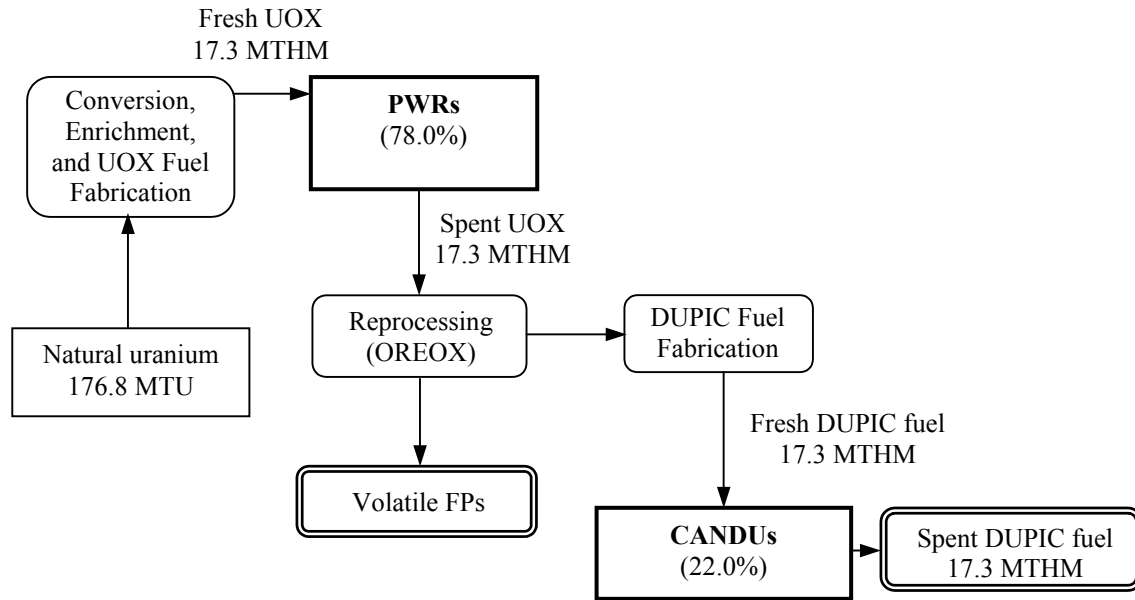 Fresh UOX
17.3 MTHM
Conversion,
Enrichment,
and UOX Fuel
Fabrication
PWRs
(78.0%)
Spent UOX
17.3 MTHM
Natural uranium
176.8 MTU
Reprocessing
(OREOX)
DUPIC Fuel
Fabrication
Fresh DUPIC fuel
17.3 MTHM
Volatile FPs
CANDUs
(22.0%)
Spent DUPIC fuel
17.3 MTHM